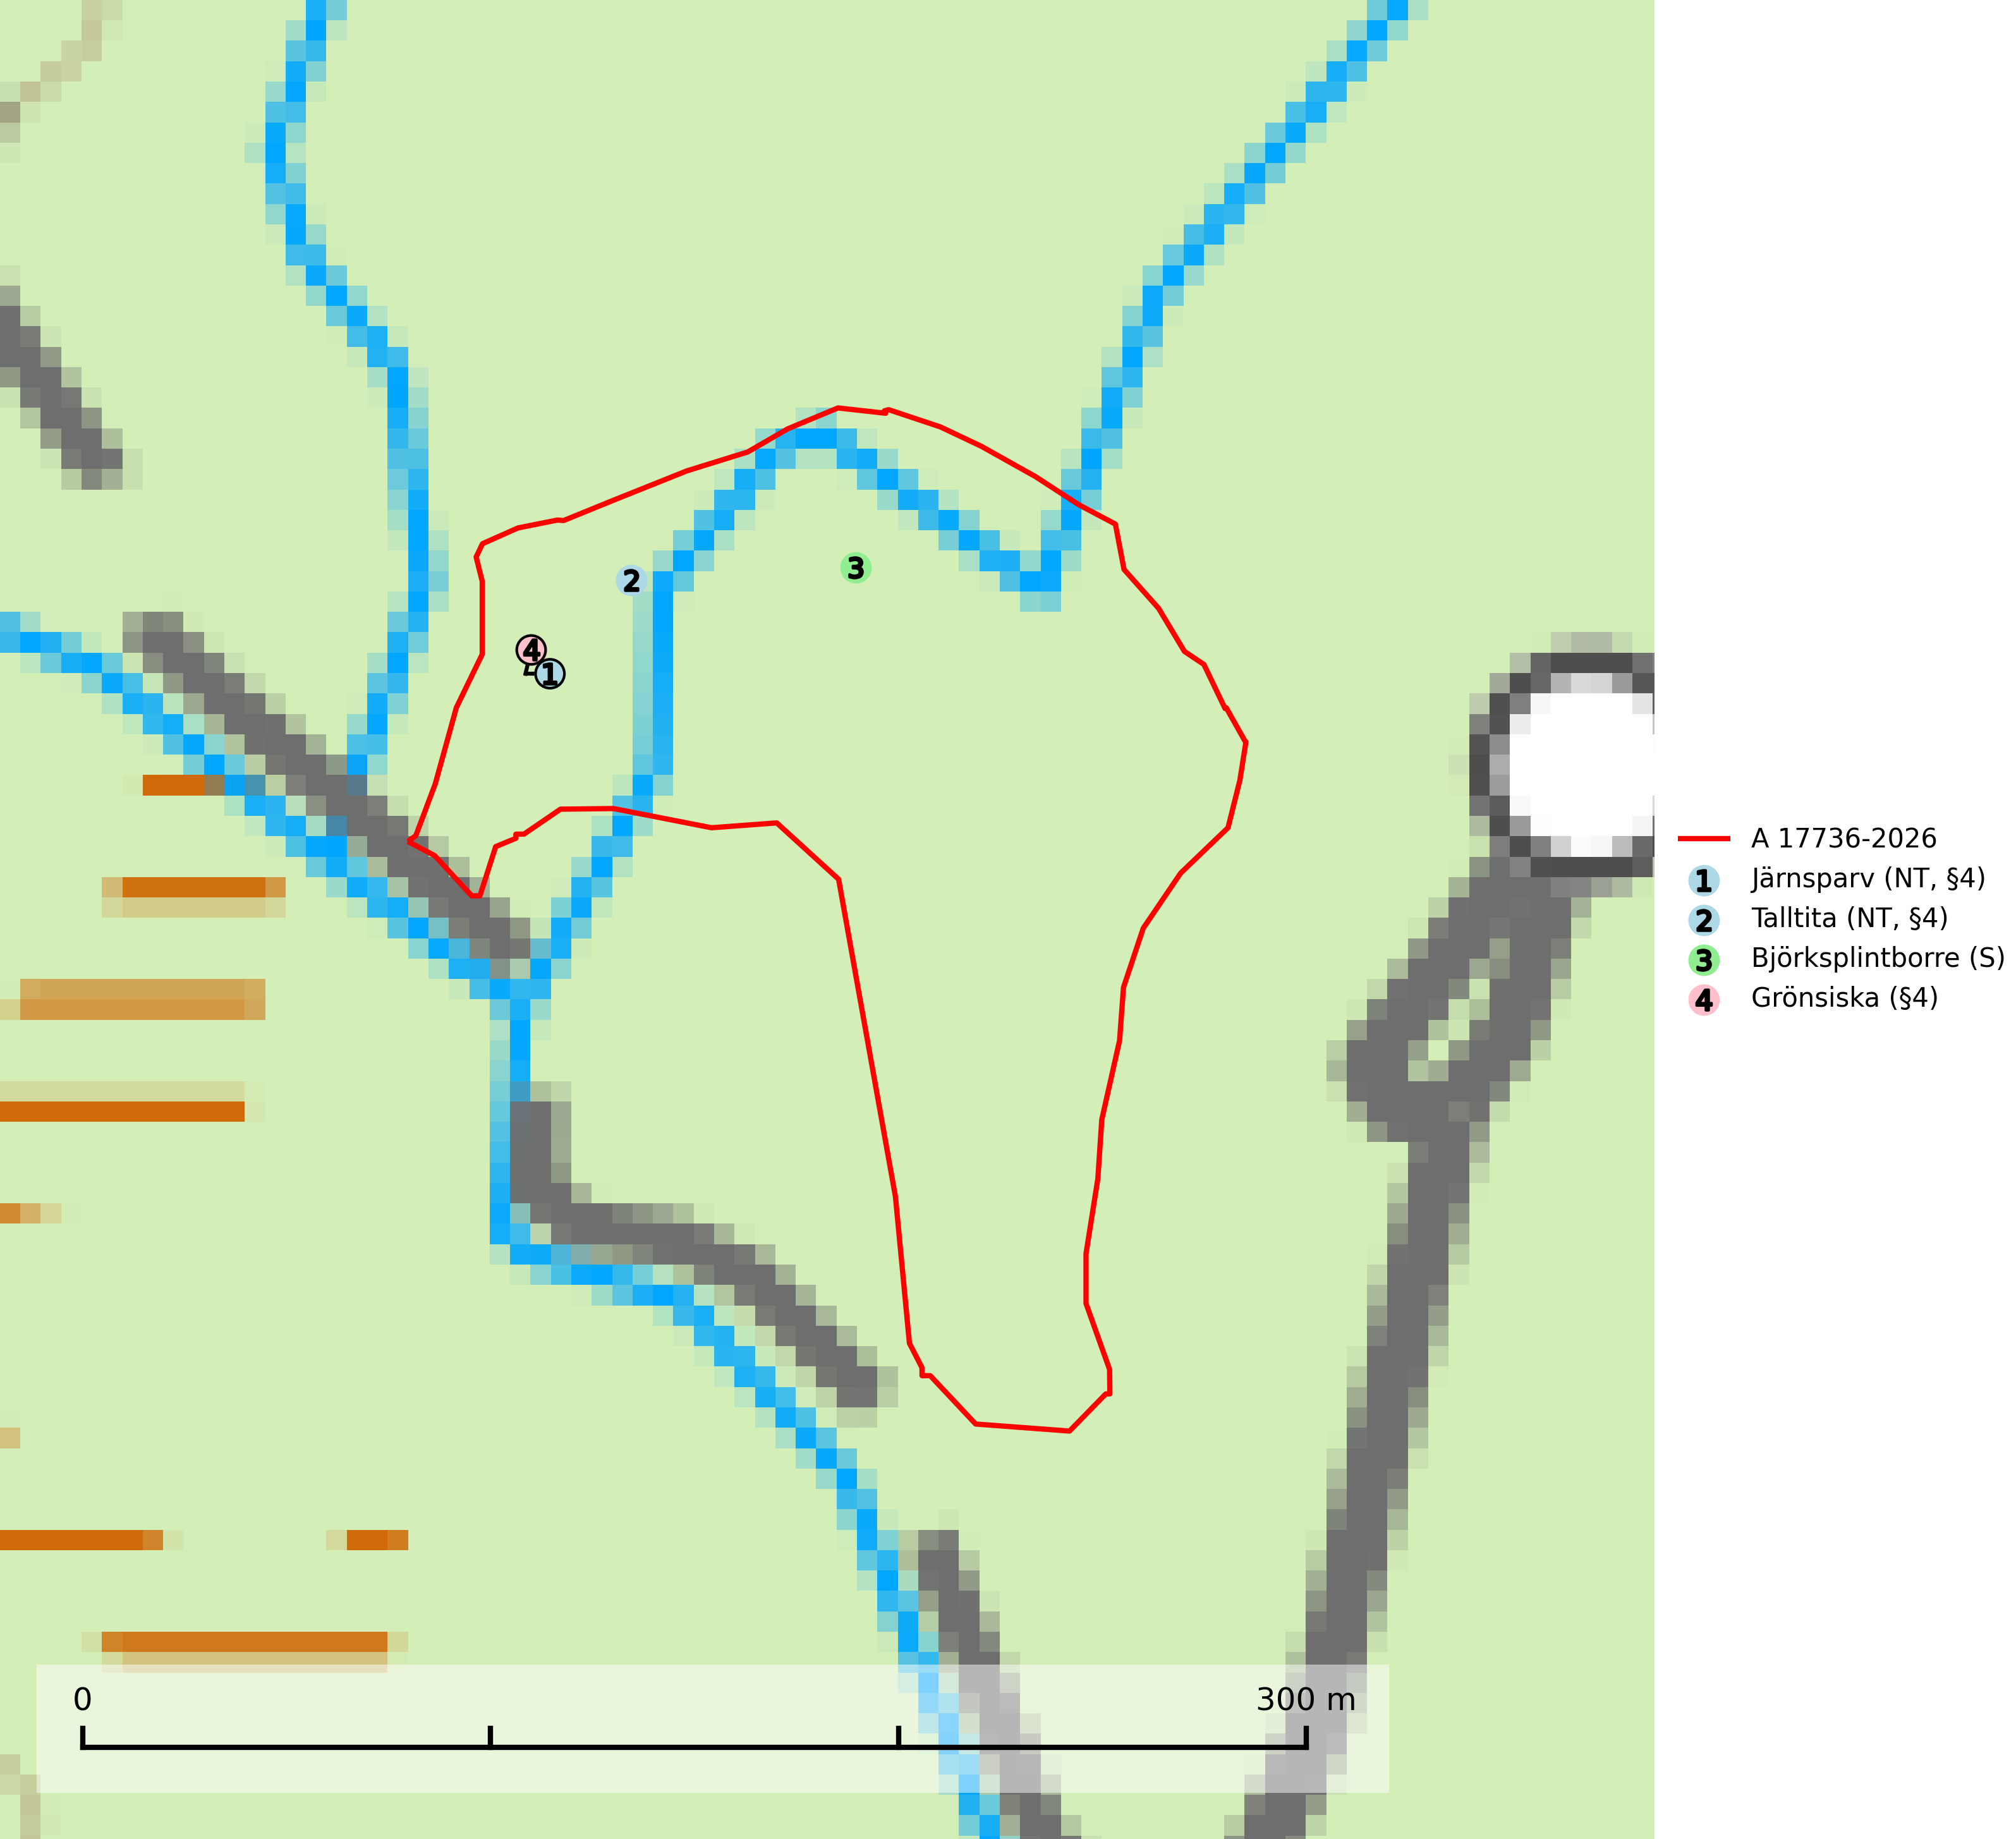 2
3
4
1
A 17736-2026
1 Järnsparv (NT, §4)
2 Talltita (NT, §4)
3 Björksplintborre (S)
4 Grönsiska (§4)
0 300 m